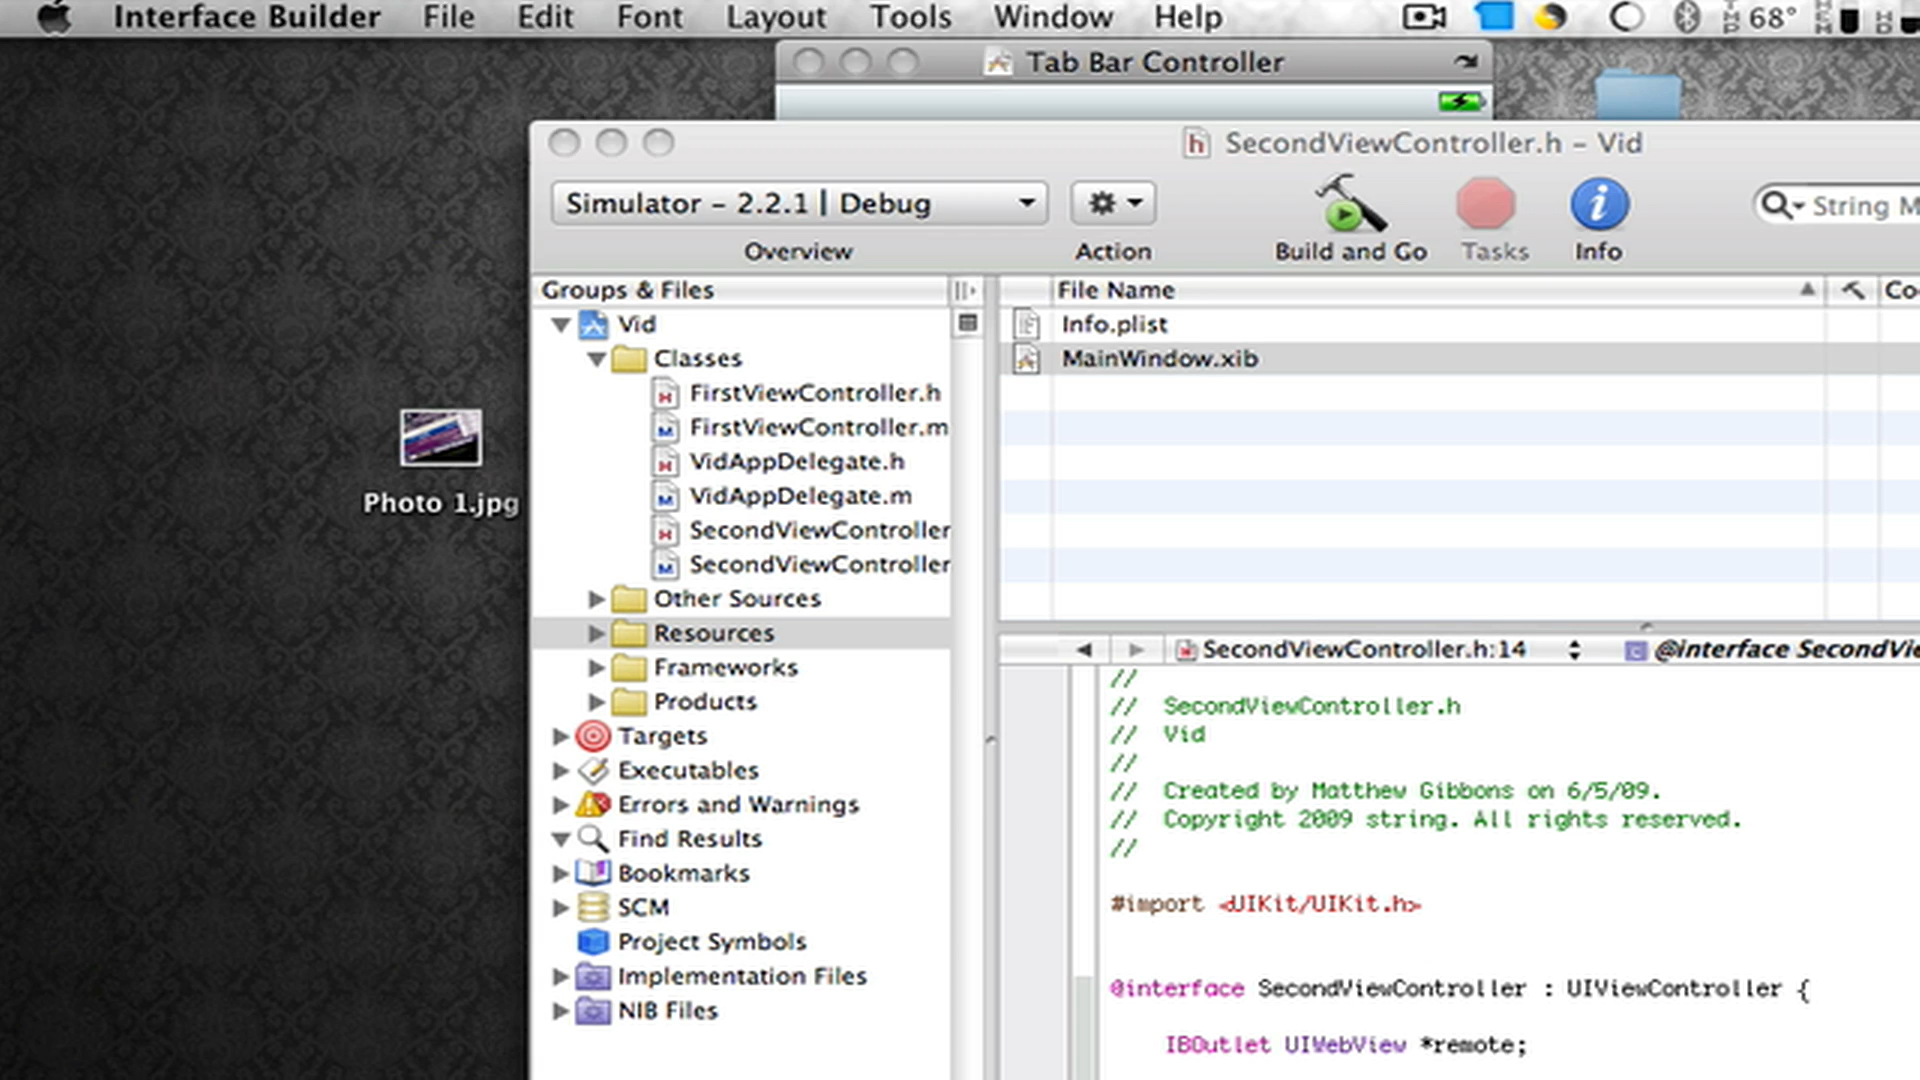 Interface Builder File Edit Font Layout Tools Window Help 68°
Tab Bar Controller
SecondViewController.h - Vid
Simulator - 2.2.1 | Debug
String M
Overview Action Build and Go Tasks Info
Groups & Files
File Name
Co
Vid
Info.plist
Classes
MainWindow.xib
FirstViewController.h
FirstViewController.m
VidAppDelegate.h
VidAppDelegate.m
SecondViewController
SecondViewController
Other Sources
Resources
Frameworks
Products
Targets
Executables
Errors and Warnings
Find Results
Bookmarks
SCM
Project Symbols
Implementation Files
NIB Files
Photo 1.jpg
SecondViewController.h:14
@interface SecondVie
//
// SecondViewController.h
// Vid
//
// Created by Matthew Gibbons on 6/5/09.
// Copyright 2009 string. All rights reserved.
//
#import <UIKit/UIKit.h>
@interface SecondViewController : UIViewController {
IBOutlet UIWebView *remote;